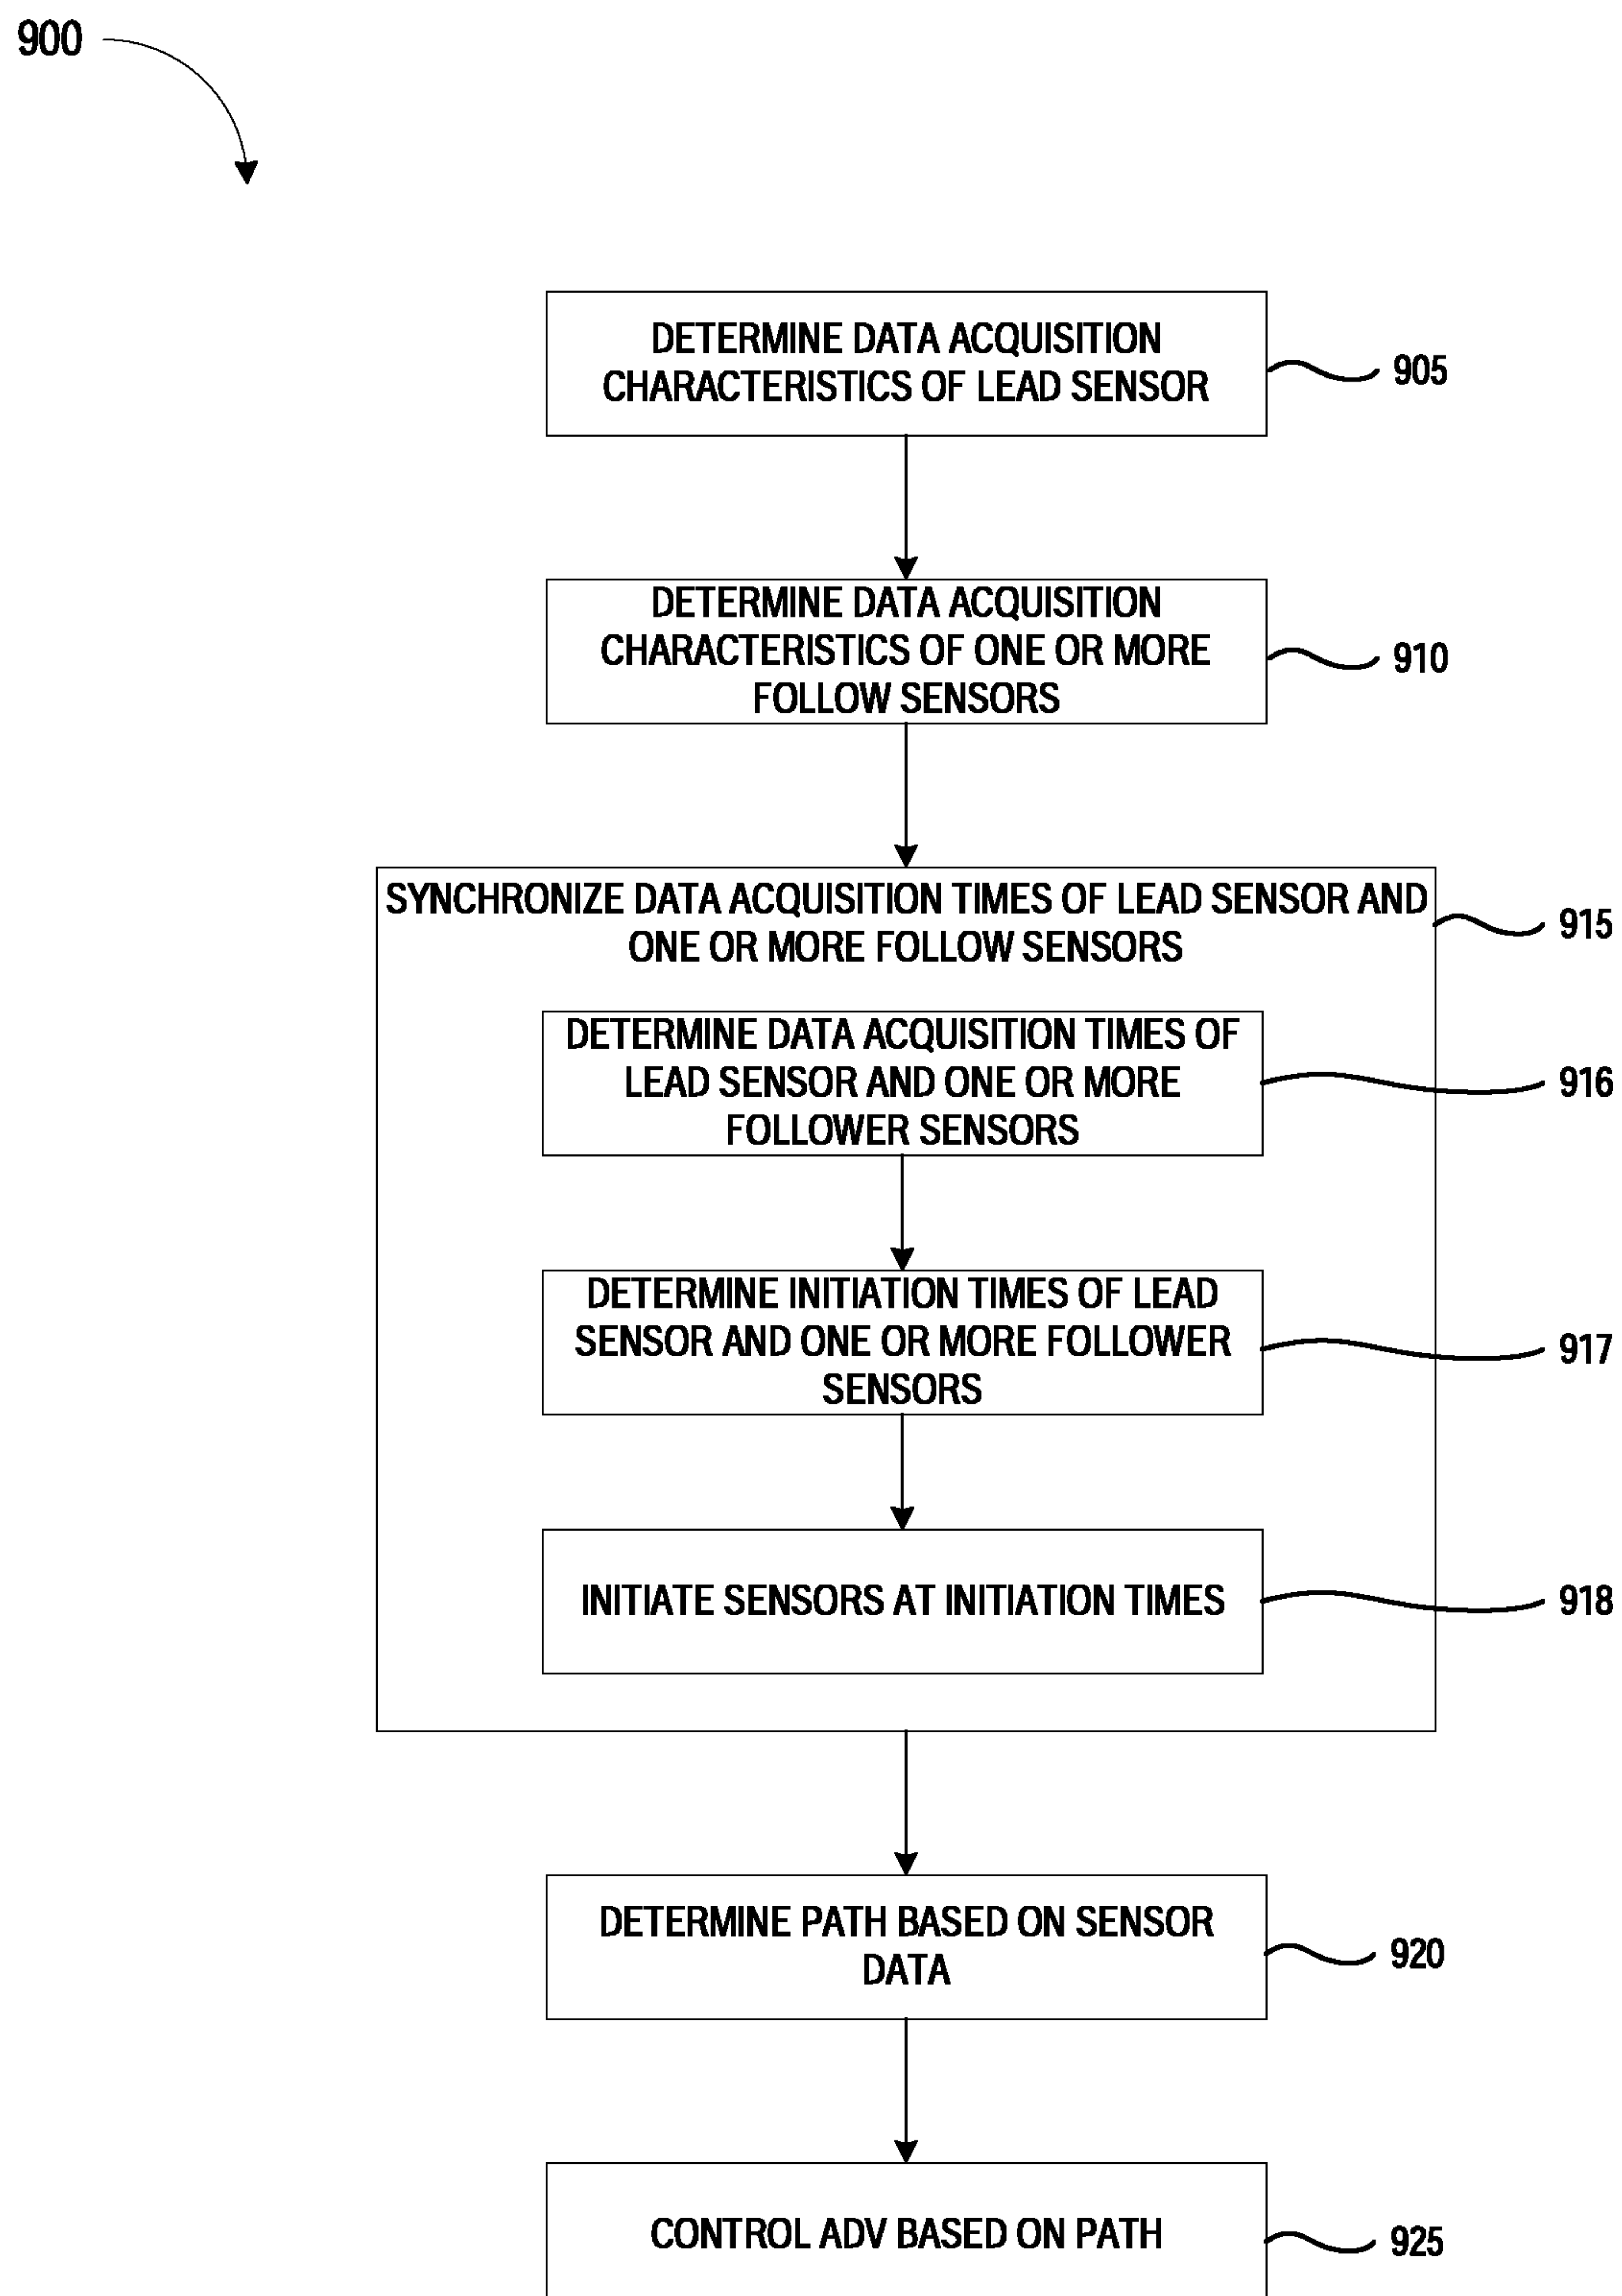 900
DETERMINE DATA ACQUISITION
CHARACTERISTICS OF LEAD SENSOR
905
DETERMINE DATA ACQUISITION
CHARACTERISTICS OF ONE OR MORE
FOLLOW SENSORS
910
SYNCHRONIZE DATA ACQUISITION TIMES OF LEAD SENSOR AND
ONE OR MORE FOLLOW SENSORS
915
DETERMINE DATA ACQUISITION TIMES OF
LEAD SENSOR AND ONE OR MORE
FOLLOWER SENSORS
916
DETERMINE INITIATION TIMES OF LEAD
SENSOR AND ONE OR MORE FOLLOWER
SENSORS
917
INITIATE SENSORS AT INITIATION TIMES
918
DETERMINE PATH BASED ON SENSOR
DATA
920
CONTROL ADV BASED ON PATH
925